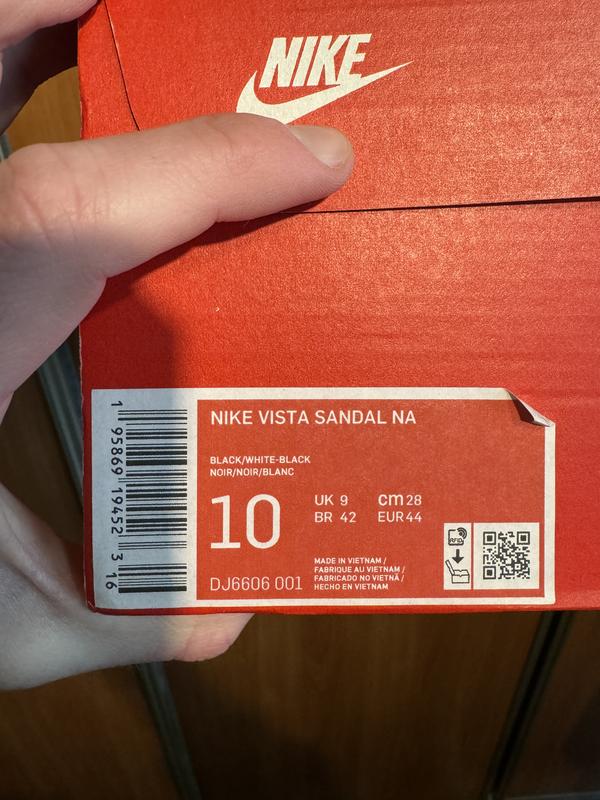 NIKE
NIKE VISTA SANDAL NA
BLACK/WHITE-BLACK
NOIR/NOIR/BLANC
10
UK 9
cm 28
BR 42
EUR 44
MADE IN VIETNAM /
FABRIQUE AU VIETNAM /
FABRICADO NO VIETNÃ /
HECHO EN VIETNAM
DJ6606 001
RFID
1 95869 19452 3 16